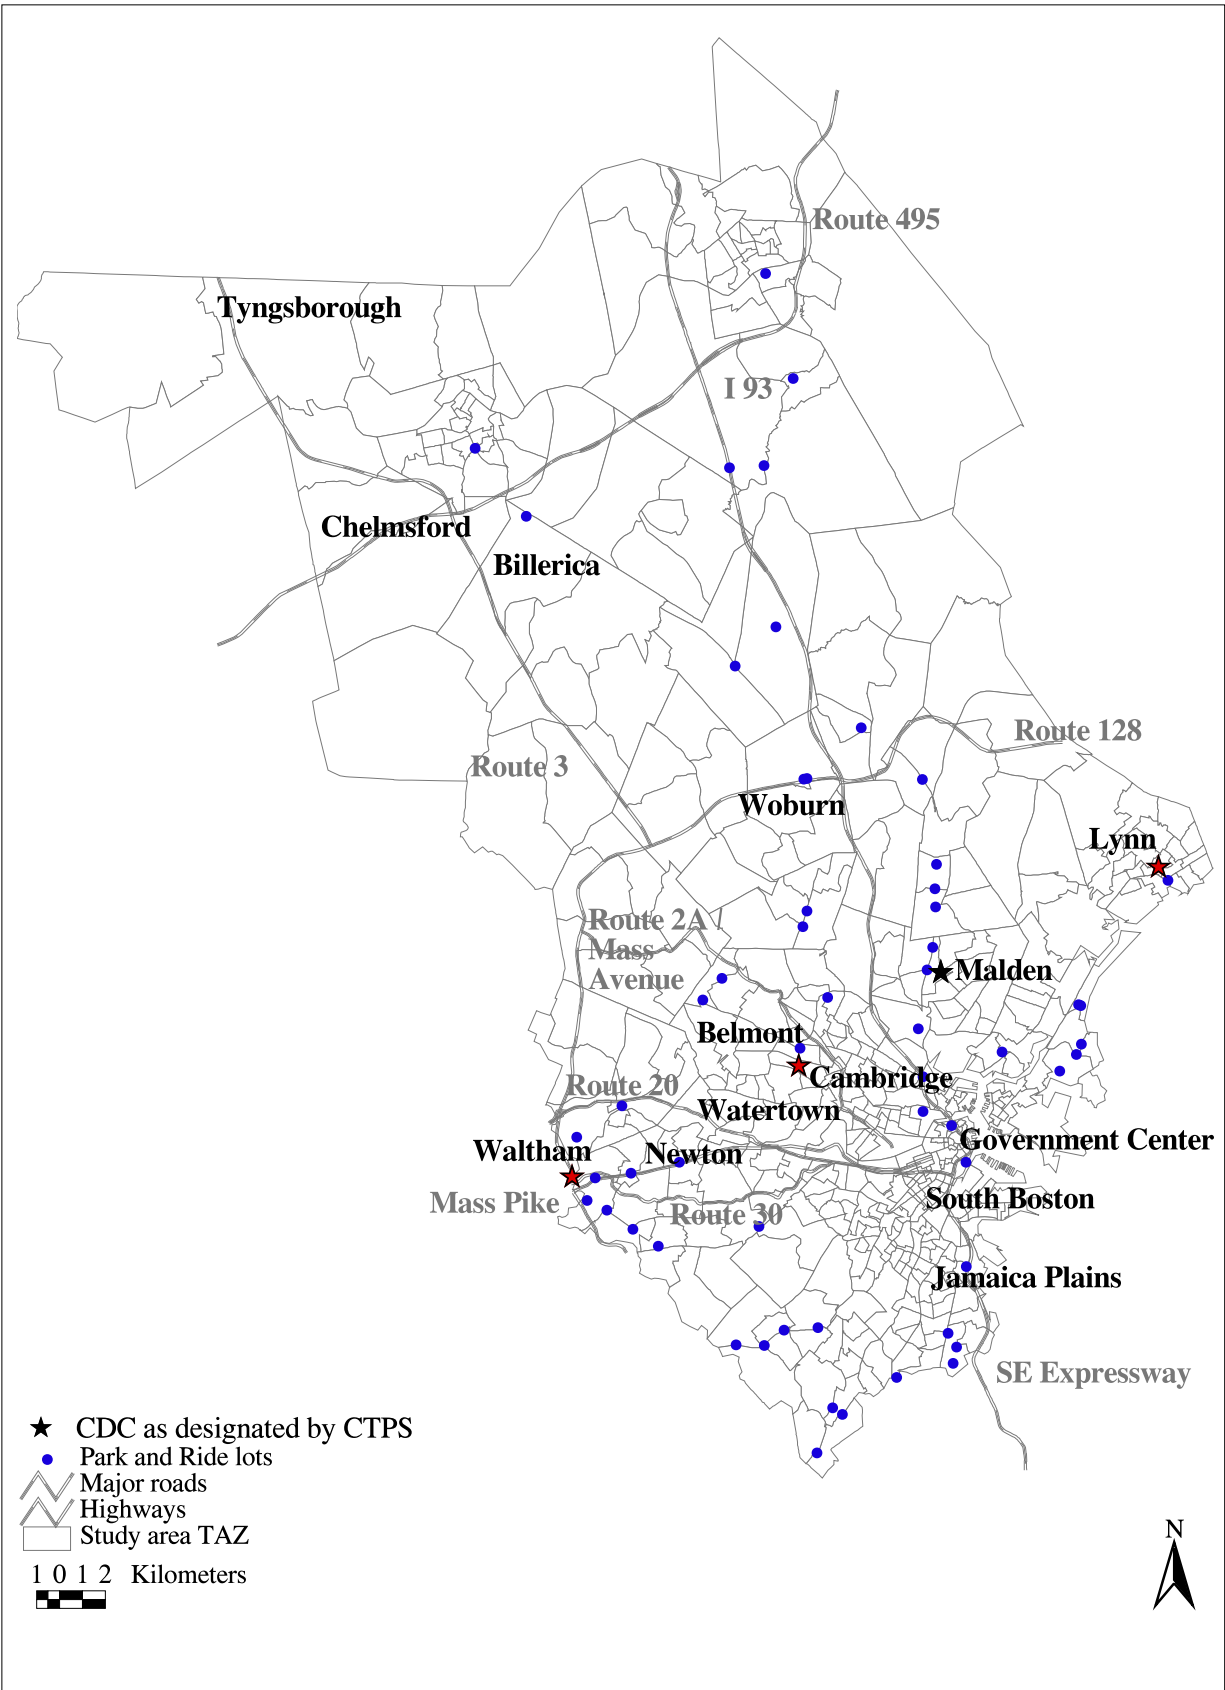 Route 495
Tyngsborough
I 93
Chelmsford
Billerica
Route 128
Route 3
Woburn
Lynn
Route 2A /
Mass
Avenue
Malden
Belmont
Cambridge
Route 20
Watertown
Government Center
Waltham
Newton
Mass Pike
South Boston
Route 30
Jamaica Plains
SE Expressway
CDC as designated by CTPS
Park and Ride lots
Major roads
Highways
Study area TAZ
1 0 1 2 Kilometers
N